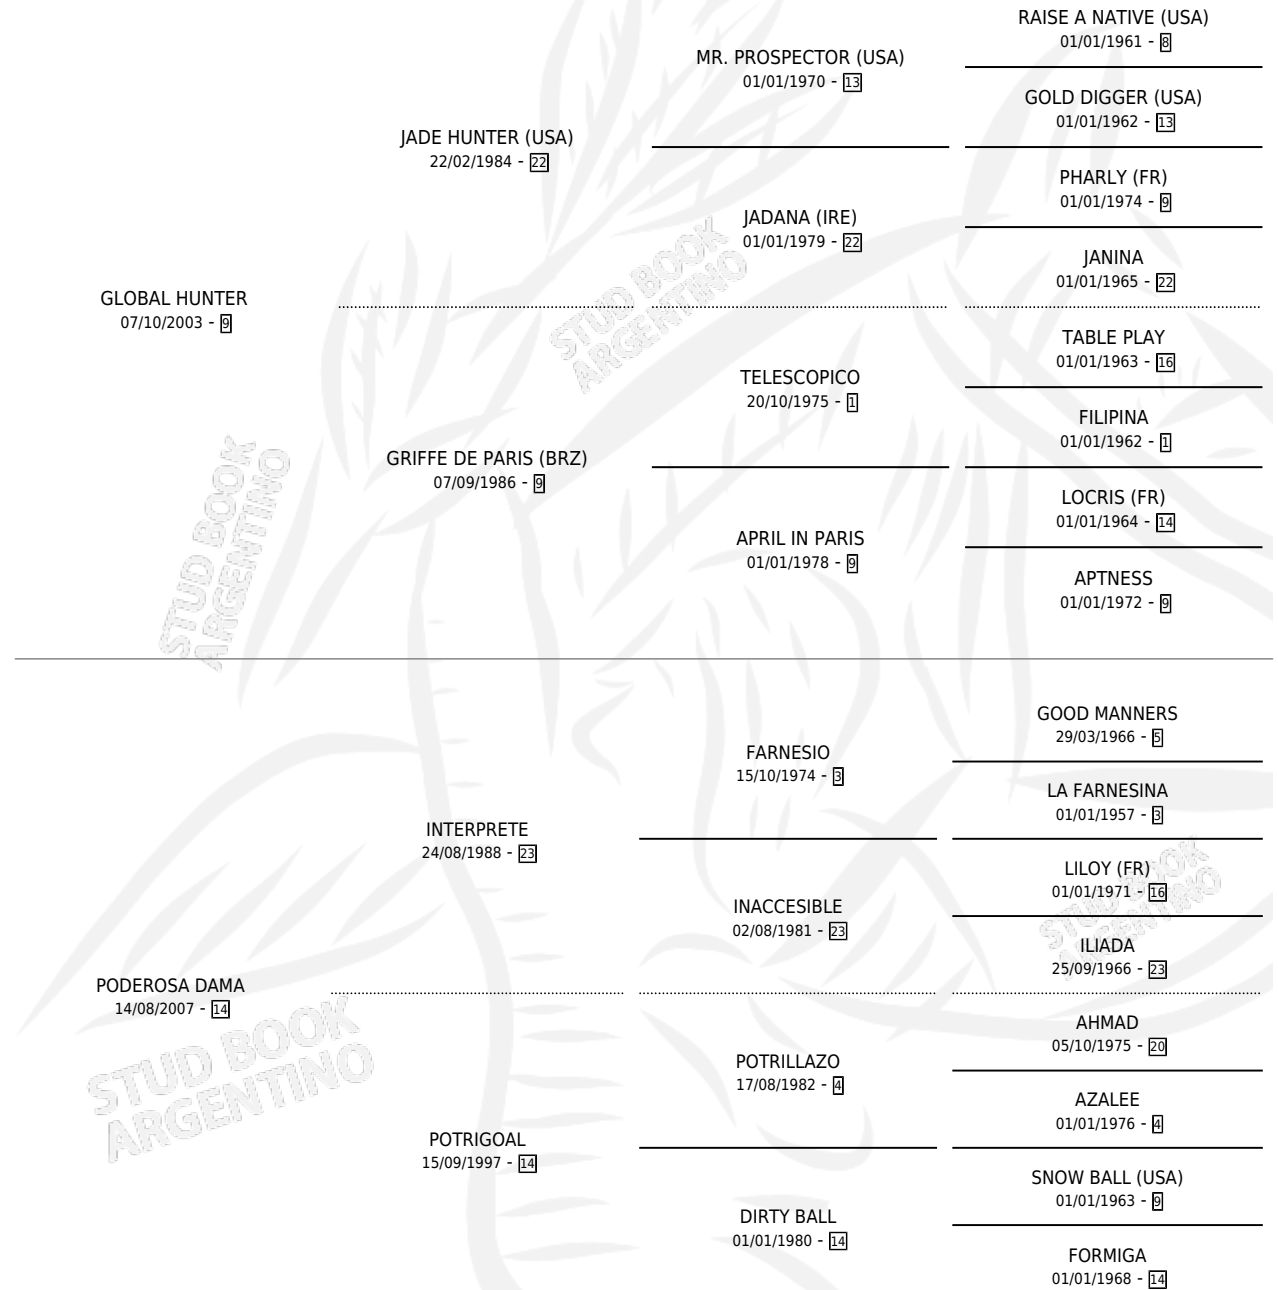 RAISE A NATIVE (USA)
01/01/1961 - 8
MR. PROSPECTOR (USA)
01/01/1970 - 13
GOLD DIGGER (USA)
01/01/1962 - 13
JADE HUNTER (USA)
22/02/1984 - 22
PHARLY (FR)
01/01/1974 - 9
JADANA (IRE)
01/01/1979 - 22
JANINA
01/01/1965 - 22
GLOBAL HUNTER
07/10/2003 - 9
TABLE PLAY
01/01/1963 - 16
TELESCOPICO
20/10/1975 - 1
FILIPINA
01/01/1962 - 1
GRIFFE DE PARIS (BRZ)
07/09/1986 - 9
LOCRIS (FR)
01/01/1964 - 14
APRIL IN PARIS
01/01/1978 - 9
APTNESS
01/01/1972 - 9
GOOD MANNERS
29/03/1966 - 5
FARNESIO
15/10/1974 - 3
LA FARNESINA
01/01/1957 - 3
INTERPRETE
24/08/1988 - 23
LILOY (FR)
01/01/1971 - 16
INACCESIBLE
02/08/1981 - 23
ILIADA
25/09/1966 - 23
PODEROSA DAMA
14/08/2007 - 14
AHMAD
05/10/1975 - 20
POTRILLAZO
17/08/1982 - 4
AZALEE
01/01/1976 - 4
POTRIGOAL
15/09/1997 - 14
SNOW BALL (USA)
01/01/1963 - 9
DIRTY BALL
01/01/1980 - 14
FORMIGA
01/01/1968 - 14
STUD BOOK
ARGENTINO
STUD BOOK
ARGENTINO
STUD BOOK
ARGENTINO
STUD BOOK
ARGENTINO